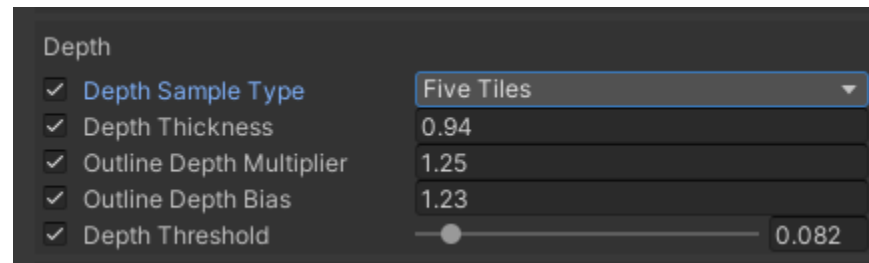 Depth
Depth Sample Type Five Tiles
Depth Thickness 0.94
Outline Depth Multiplier 1.25
Outline Depth Bias 1.23
Depth Threshold 0.082